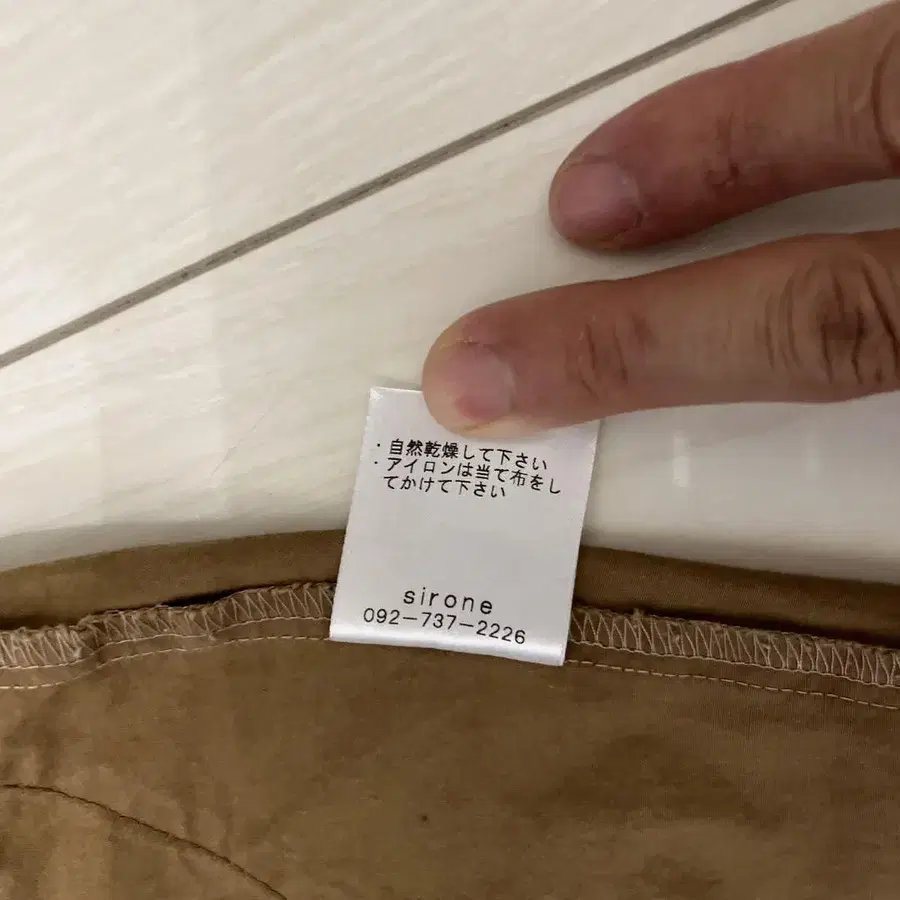 ・自然乾燥して下さい
・アイロンは当て布をし
てかけて下さい
sirone
092-737-2226